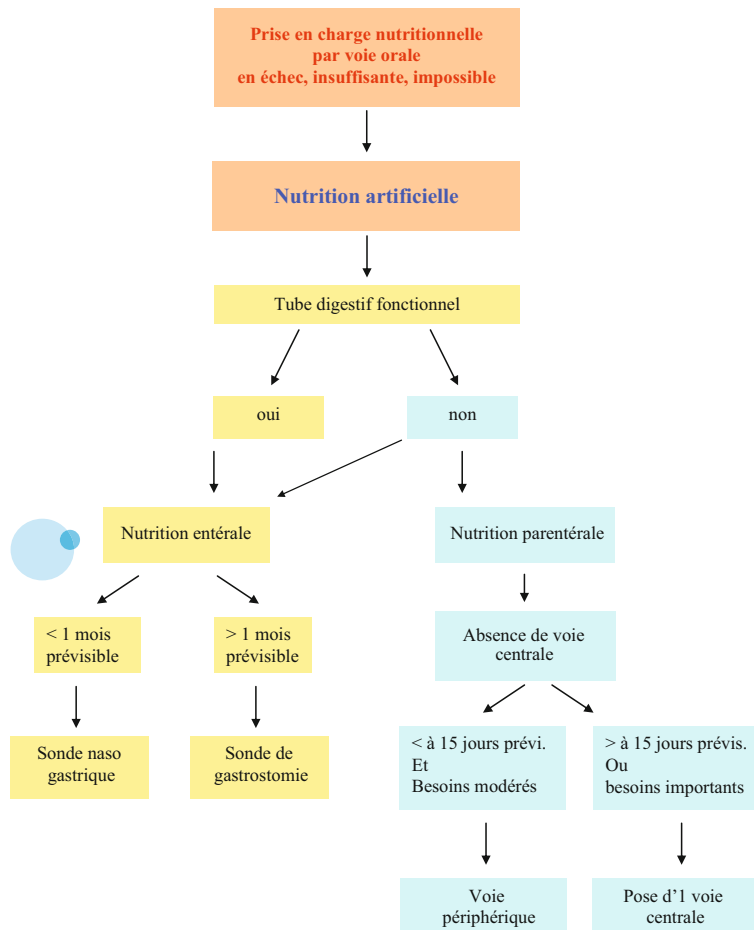 Prise en charge nutritionnelle
par voie orale
en échec, insuffisante, impossible
Nutrition artificielle
Tube digestif fonctionnel
oui
non
Nutrition entérale
Nutrition parentérale
< 1 mois
prévisible
> 1 mois
prévisible
Absence de voie
centrale
Sonde naso
gastrique
Sonde de
gastrostomie
< à 15 jours prévi.
Et
Besoins modérés
> à 15 jours prévis.
Ou
besoins importants
Voie
périphérique
Pose d’1 voie
centrale